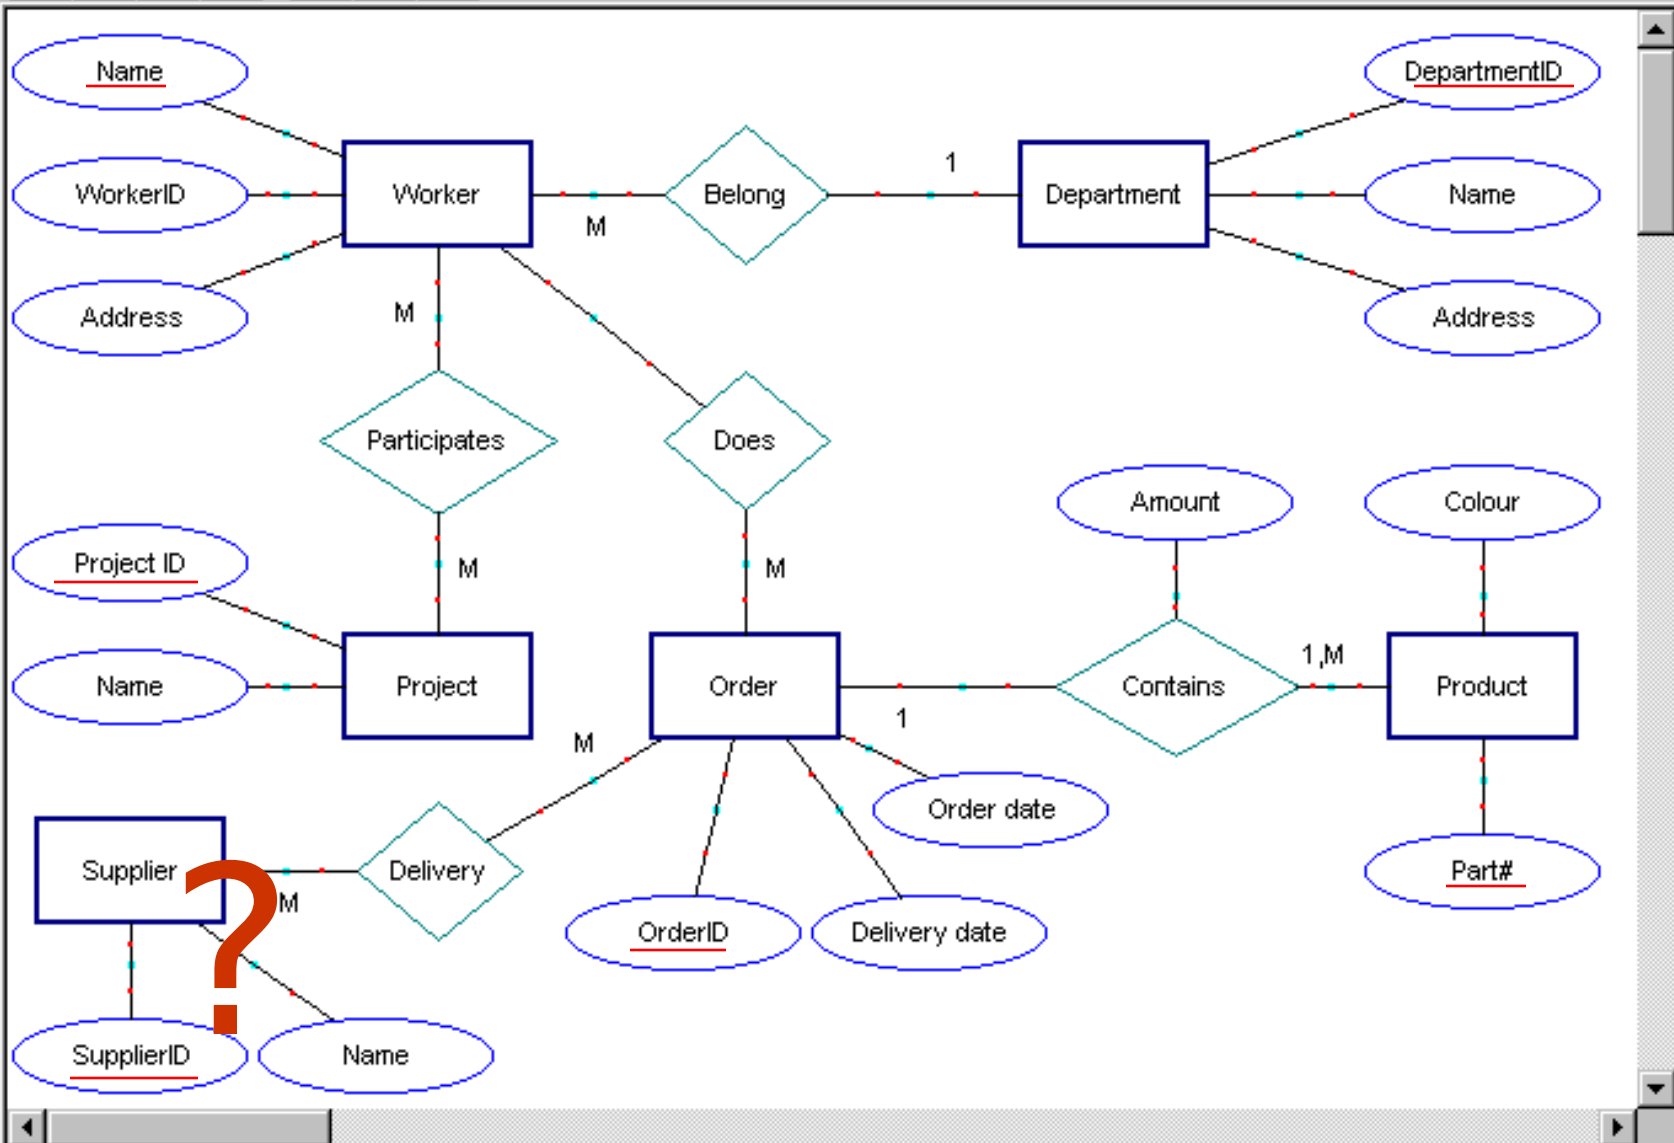 Name
DepartmentID
1
WorkerID
Worker
Belong
Department
Name
M
M
Address
Address
Participates
Does
Amount
Colour
Project ID
M
M
1,M
Name
Project
Order
Contains
Product
1
M
Order date
Supplier
Delivery
Part#
M
?
OrderID
Delivery date
SupplierID
Name